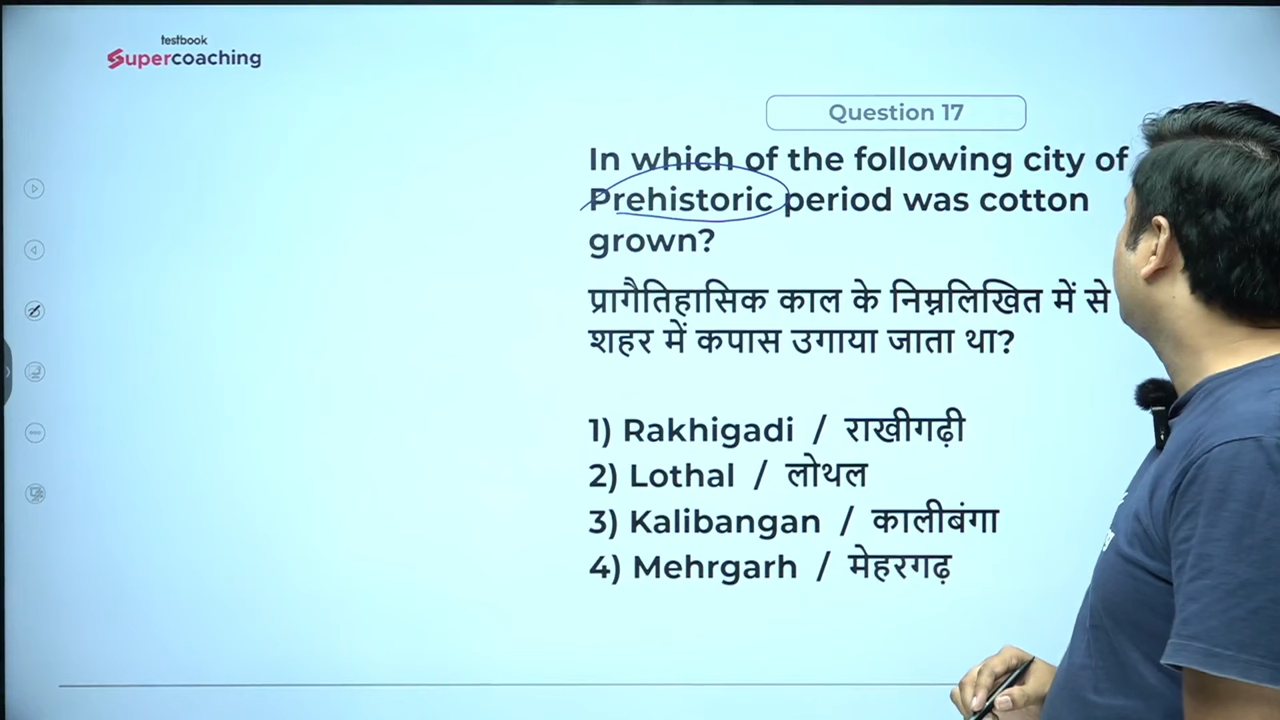 testbook
Supercoaching
Question 17
In which of the following city of
Prehistoric period was cotton
grown?
प्रागैतिहासिक काल के निम्नलिखित में से
शहर में कपास उगाया जाता था?
1) Rakhigadi / राखीगढ़ी
2) Lothal / लोथल
3) Kalibangan / कालीबंगा
4) Mehrgarh / मेहरगढ़